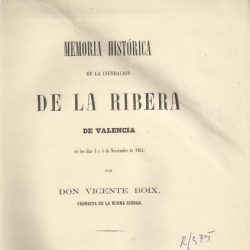 MEMORIA HISTÓRICA
DE LA INUNDACION
DE LA RIBERA
DE VALENCIA
en los dias 4 y 5 de Noviembre de 1864,
POR
DON VICENTE BOIX,
CRONISTA DE LA MISMA CIUDAD.
R/375